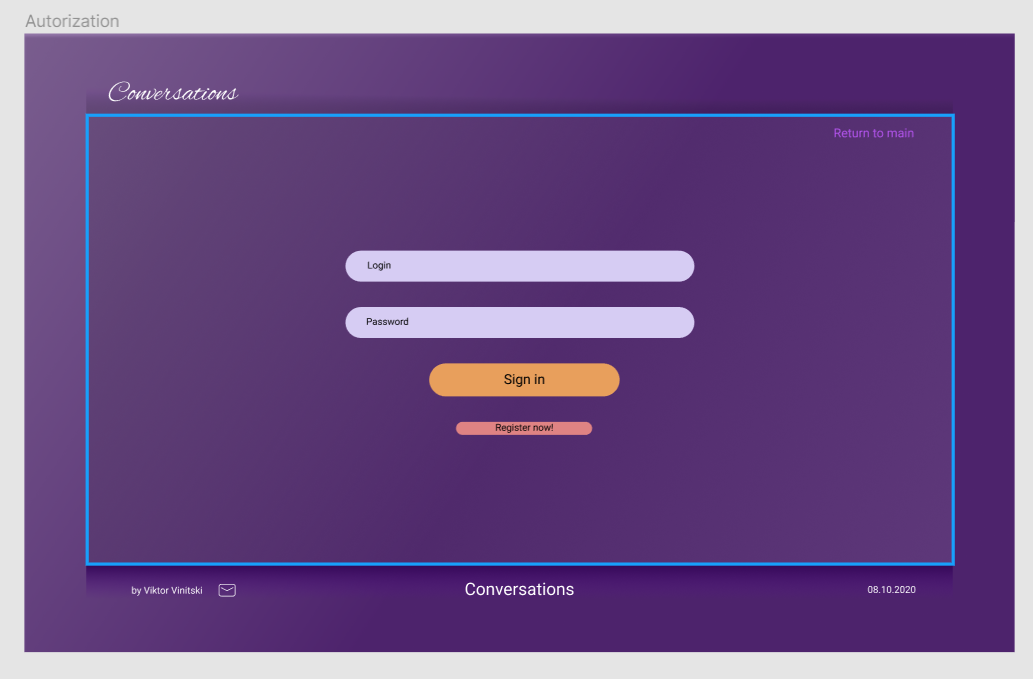 Autorization
Conversations
Return to main
Login
Password
Sign in
Register now!
by Viktor Vinitski
Conversations
08.10.2020